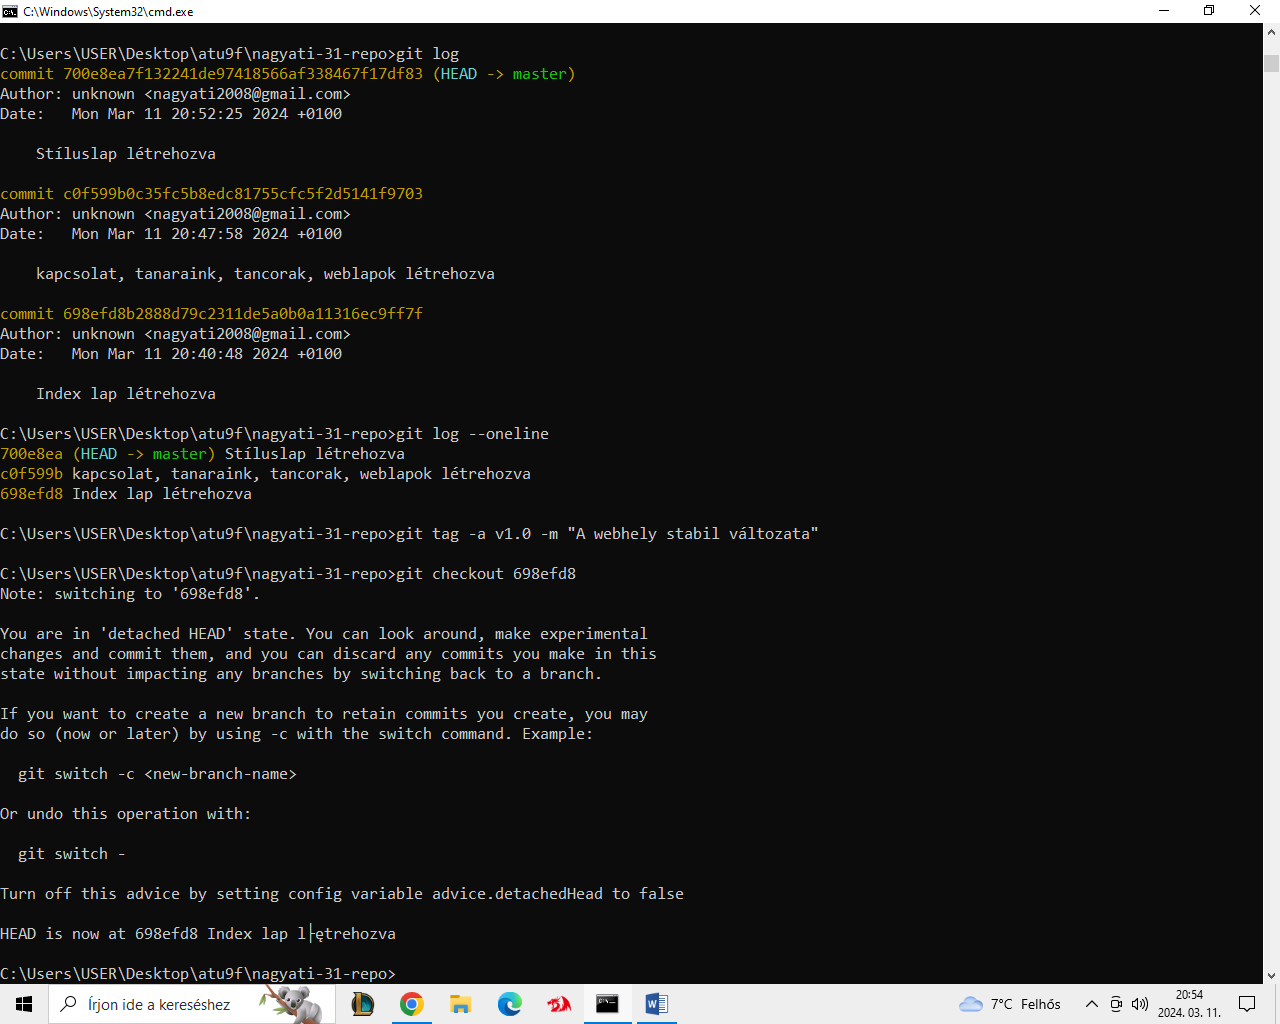 C:\Windows\System32\cmd.exe
C:\Users\USER\Desktop\atu9f\nagyati-31-repo>git log
commit 700e8ea7f132241de97418566af338467f17df83 (HEAD -> master)
Author: unknown <nagyati2008@gmail.com>
Date:   Mon Mar 11 20:52:25 2024 +0100
    Stíluslap létrehozva
commit c0f599b0c35fc5b8edc81755cfc5f2d5141f9703
Author: unknown <nagyati2008@gmail.com>
Date:   Mon Mar 11 20:47:58 2024 +0100
    kapcsolat, tanaraink, tancorak, weblapok létrehozva
commit 698efd8b2888d79c2311de5a0b0a11316ec9ff7f
Author: unknown <nagyati2008@gmail.com>
Date:   Mon Mar 11 20:40:48 2024 +0100
    Index lap létrehozva
C:\Users\USER\Desktop\atu9f\nagyati-31-repo>git log --oneline
700e8ea (HEAD -> master) Stíluslap létrehozva
c0f599b kapcsolat, tanaraink, tancorak, weblapok létrehozva
698efd8 Index lap létrehozva
C:\Users\USER\Desktop\atu9f\nagyati-31-repo>git tag -a v1.0 -m "A webhely stabil változata"
C:\Users\USER\Desktop\atu9f\nagyati-31-repo>git checkout 698efd8
Note: switching to '698efd8'.
You are in 'detached HEAD' state. You can look around, make experimental
changes and commit them, and you can discard any commits you make in this
state without impacting any branches by switching back to a branch.
If you want to create a new branch to retain commits you create, you may
do so (now or later) by using -c with the switch command. Example:
  git switch -c <new-branch-name>
Or undo this operation with:
  git switch -
Turn off this advice by setting config variable advice.detachedHead to false
HEAD is now at 698efd8 Index lap l├ętrehozva
C:\Users\USER\Desktop\atu9f\nagyati-31-repo>
Írjon ide a kereséshez
7°C Felhős
20:54
2024. 03. 11.